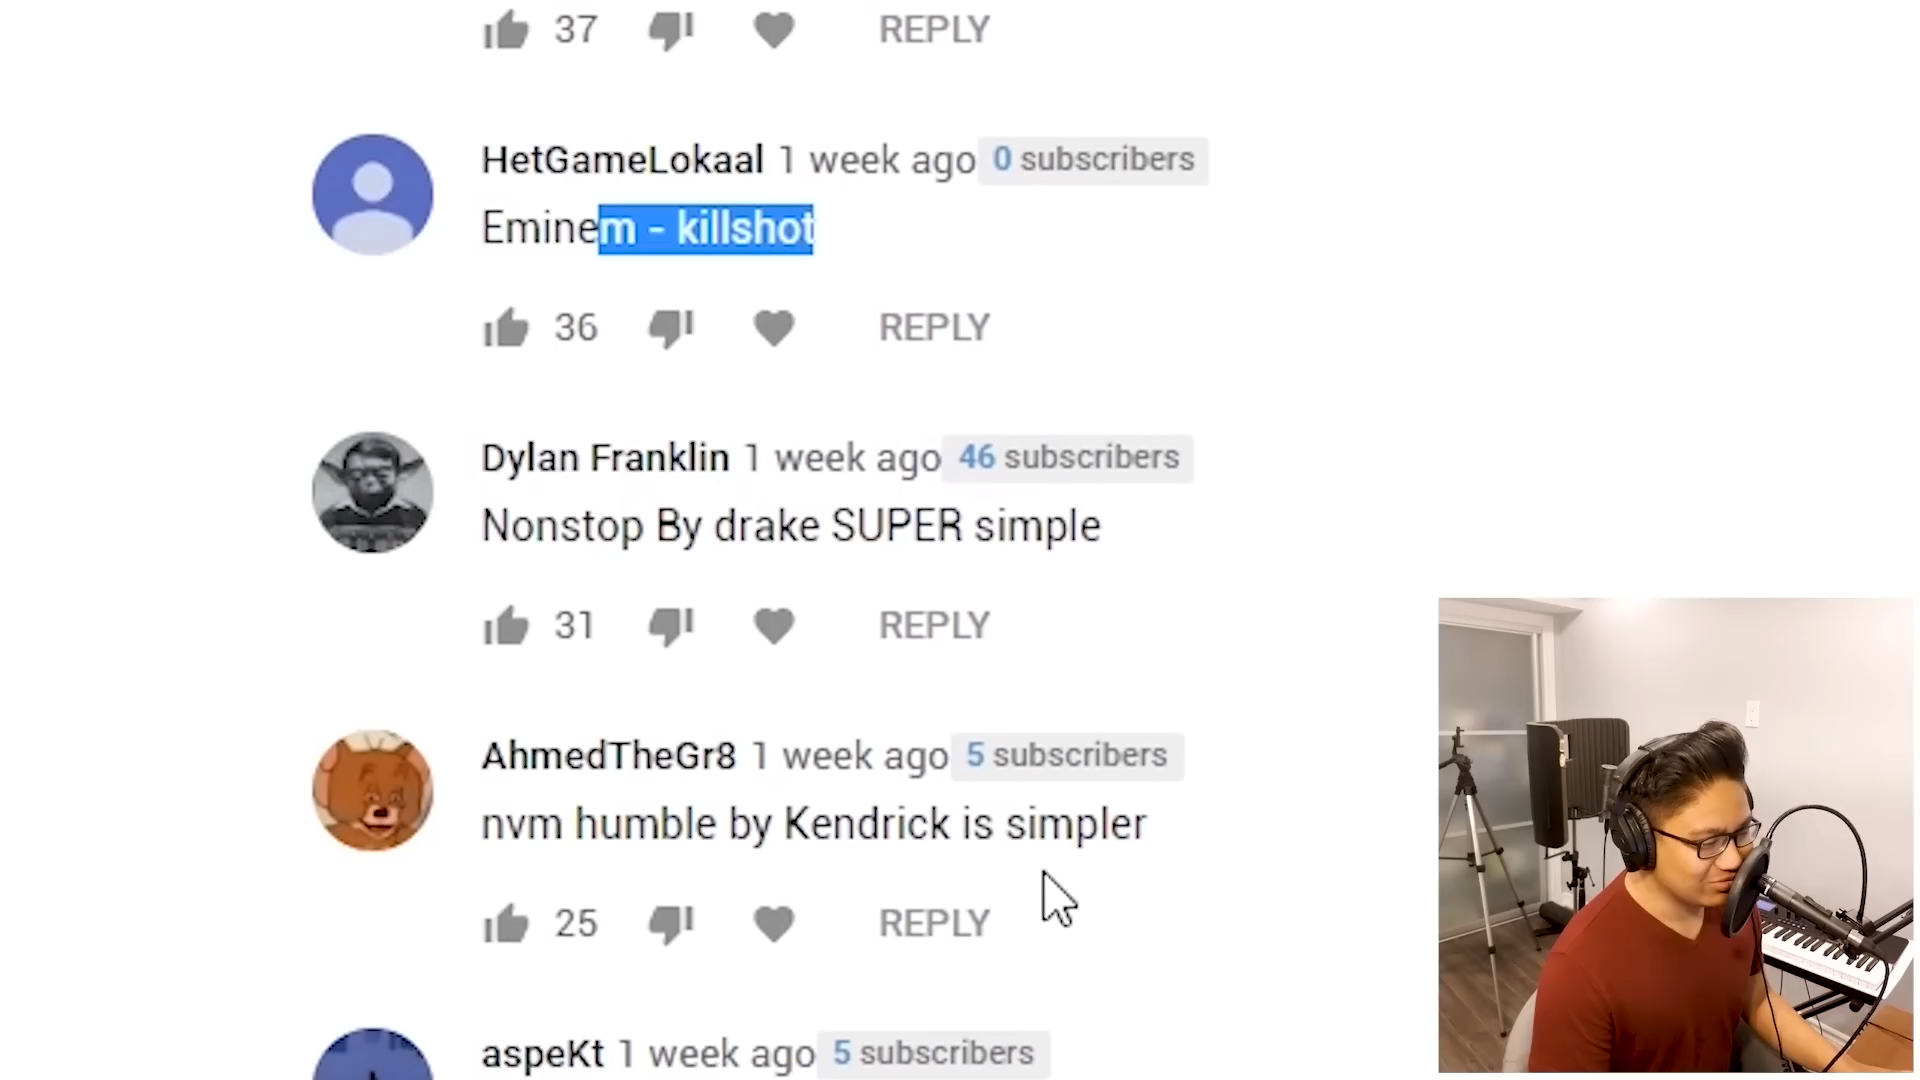 37 REPLY
HetGameLokaal 1 week ago 0 subscribers
Eminem - killshot
36 REPLY
Dylan Franklin 1 week ago 46 subscribers
Nonstop By drake SUPER simple
31 REPLY
AhmedTheGr8 1 week ago 5 subscribers
nvm humble by Kendrick is simpler
25 REPLY
aspeKt 1 week ago 5 subscribers